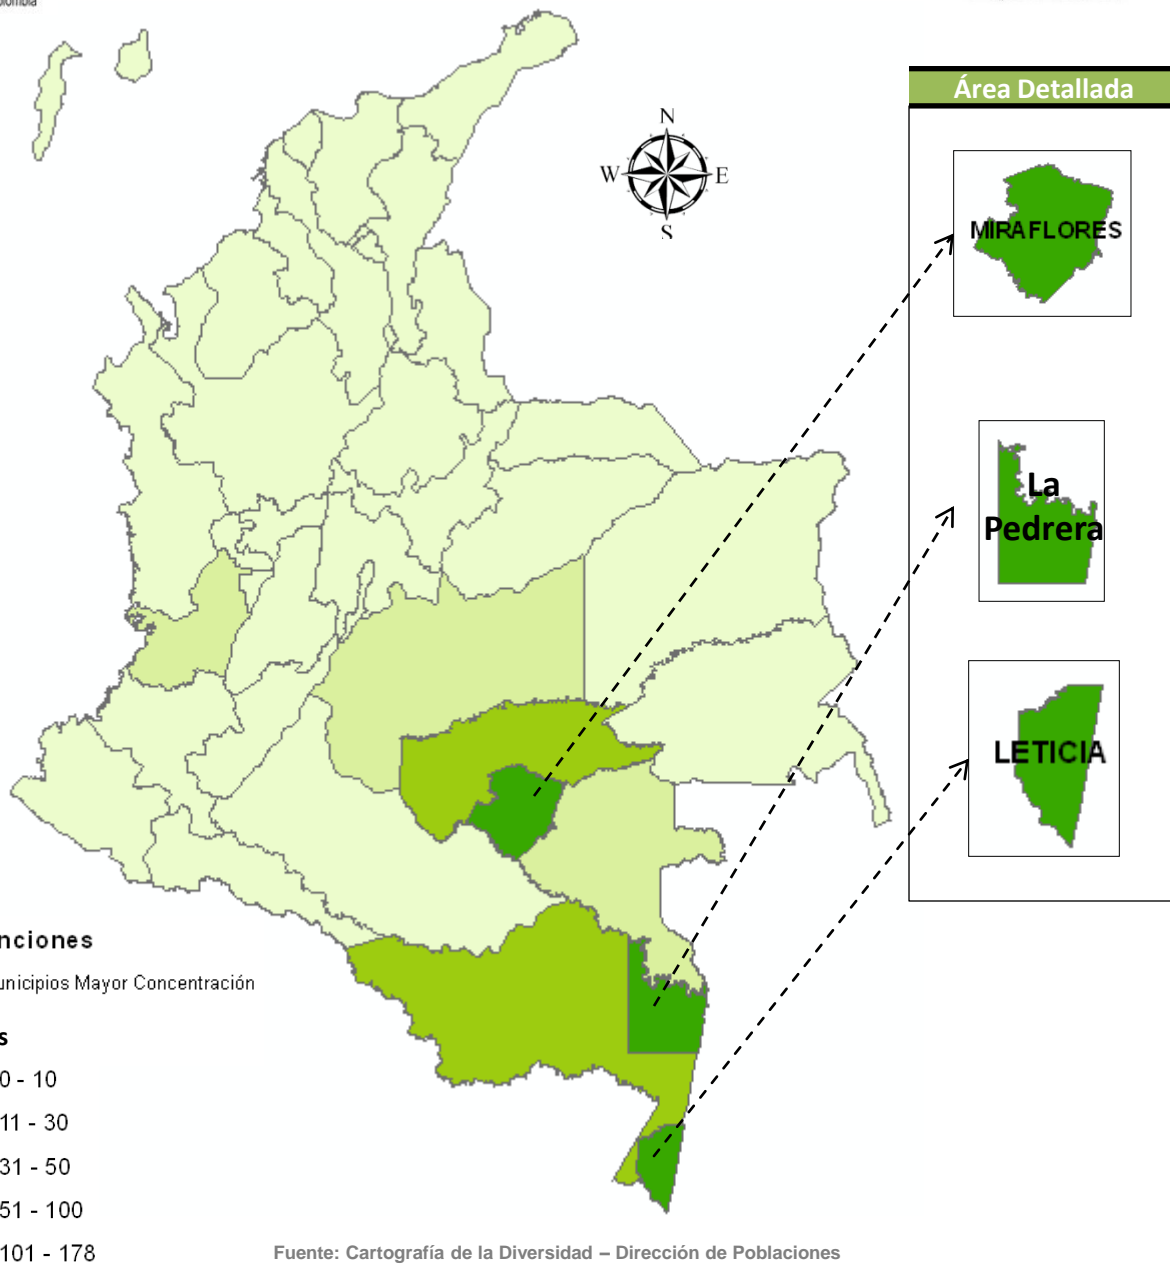 Área Detallada
N
W
E
S
MIRAFLORES
La
Pedrera
LETICIA
nciones
unicipios Mayor Concentración
s
0 - 10
11 - 30
31 - 50
51 - 100
101 - 178
Fuente: Cartografía de la Diversidad – Dirección de Poblaciones